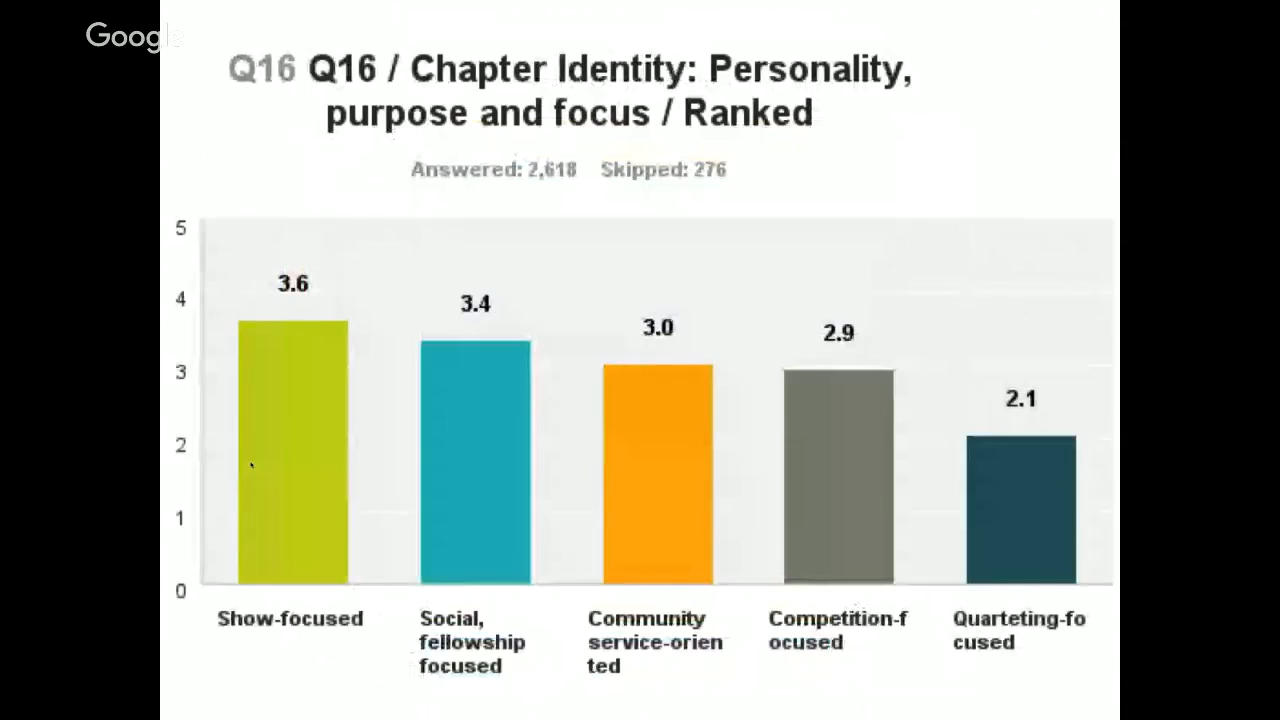 Google
Q16 Q16 / Chapter Identity: Personality,
purpose and focus / Ranked
Answered: 2,618 Skipped: 276
5
4
3
2
1
0
3.6
3.4
3.0
2.9
2.1
Show-focused
Social,
fellowship
focused
Community
service-orien
ted
Competition-f
ocused
Quarteting-fo
cused